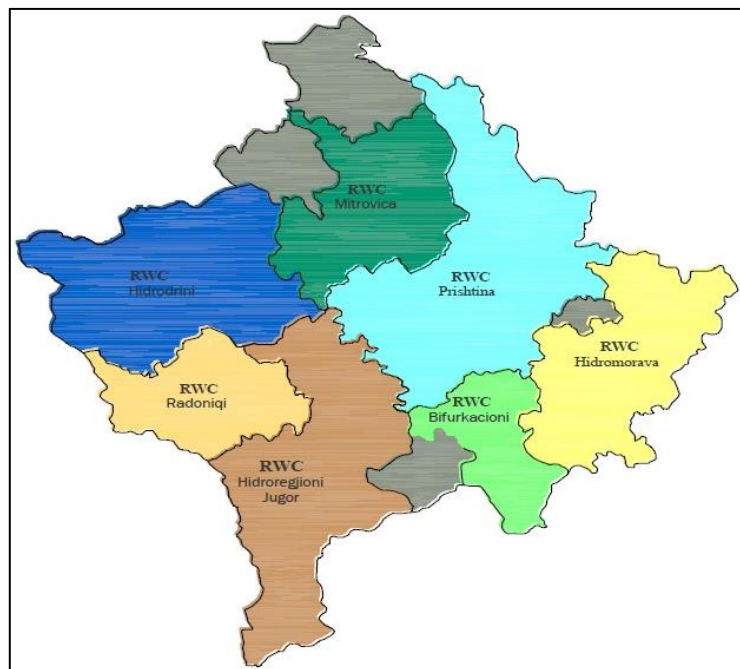 RWC
Mitrovica
RWC
Hidrodrini
RWC
Prishtina
RWC
Hidromorava
RWC
Radoniqi
RWC
Bifurkacioni
RWC
Hidroregjioni
Jugor